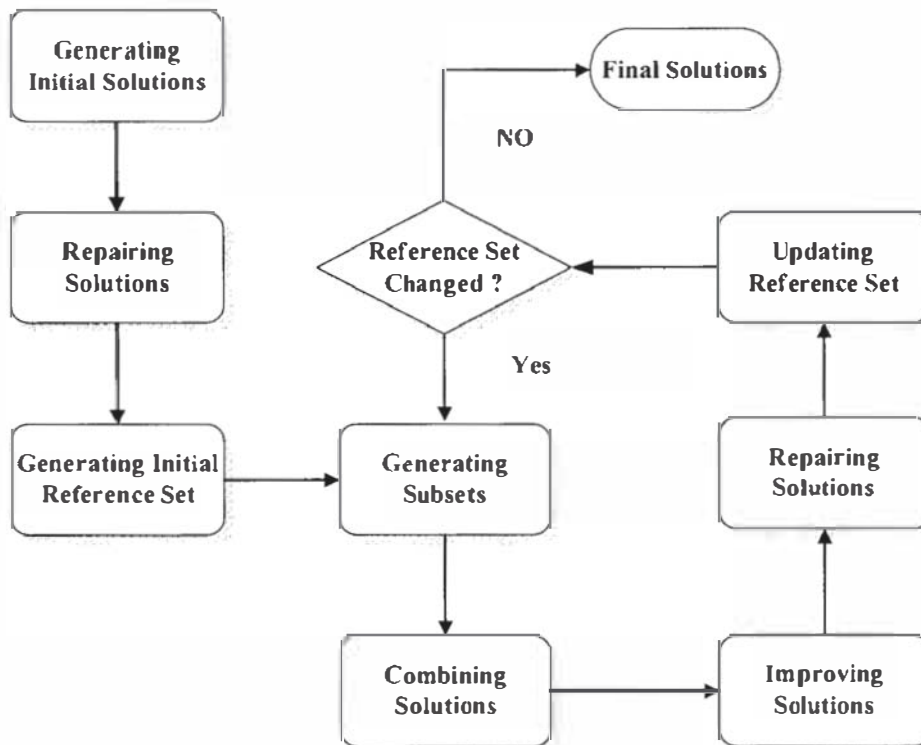 Generating
Initial Solutions
Final Solutions
NO
Repairing
Solutions
Reference Set
Changed ?
Updating
Reference Set
Yes
Generating Initial
Reference Set
Generating
Subsets
Repairing
Solutions
Combining
Solutions
Improving
Solutions